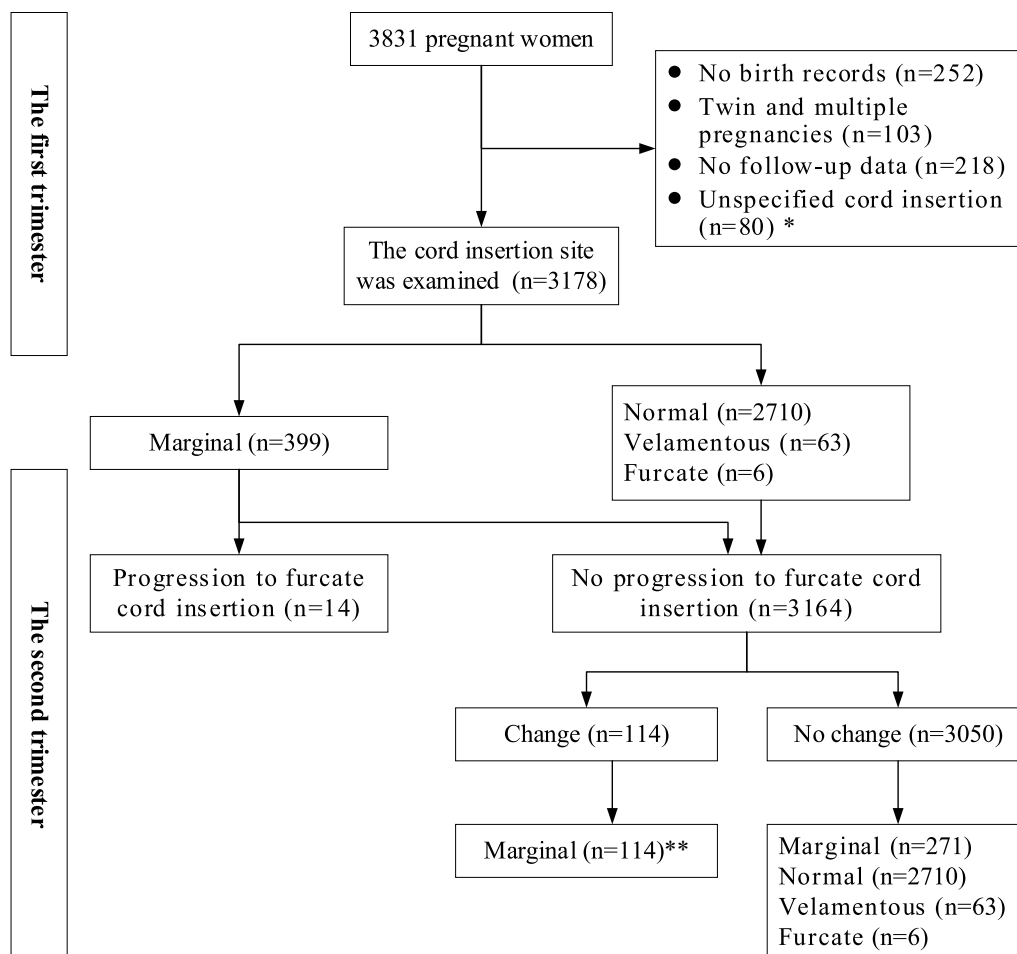 3831 pregnant women
The first trimester
● No birth records (n=252)
● Twin and multiple
pregnancies (n=103)
● No follow-up data (n=218)
● Unspecified cord insertion
(n=80) *
The cord insertion site
was examined (n=3178)
Marginal (n=399)
Normal (n=2710)
Velamentous (n=63)
Furcate (n=6)
The second trimester
Progression to furcate
cord insertion (n=14)
No progression to furcate cord
insertion (n=3164)
Change (n=114)
No change (n=3050)
Marginal (n=114)**
Marginal (n=271)
Normal (n=2710)
Velamentous (n=63)
Furcate (n=6)